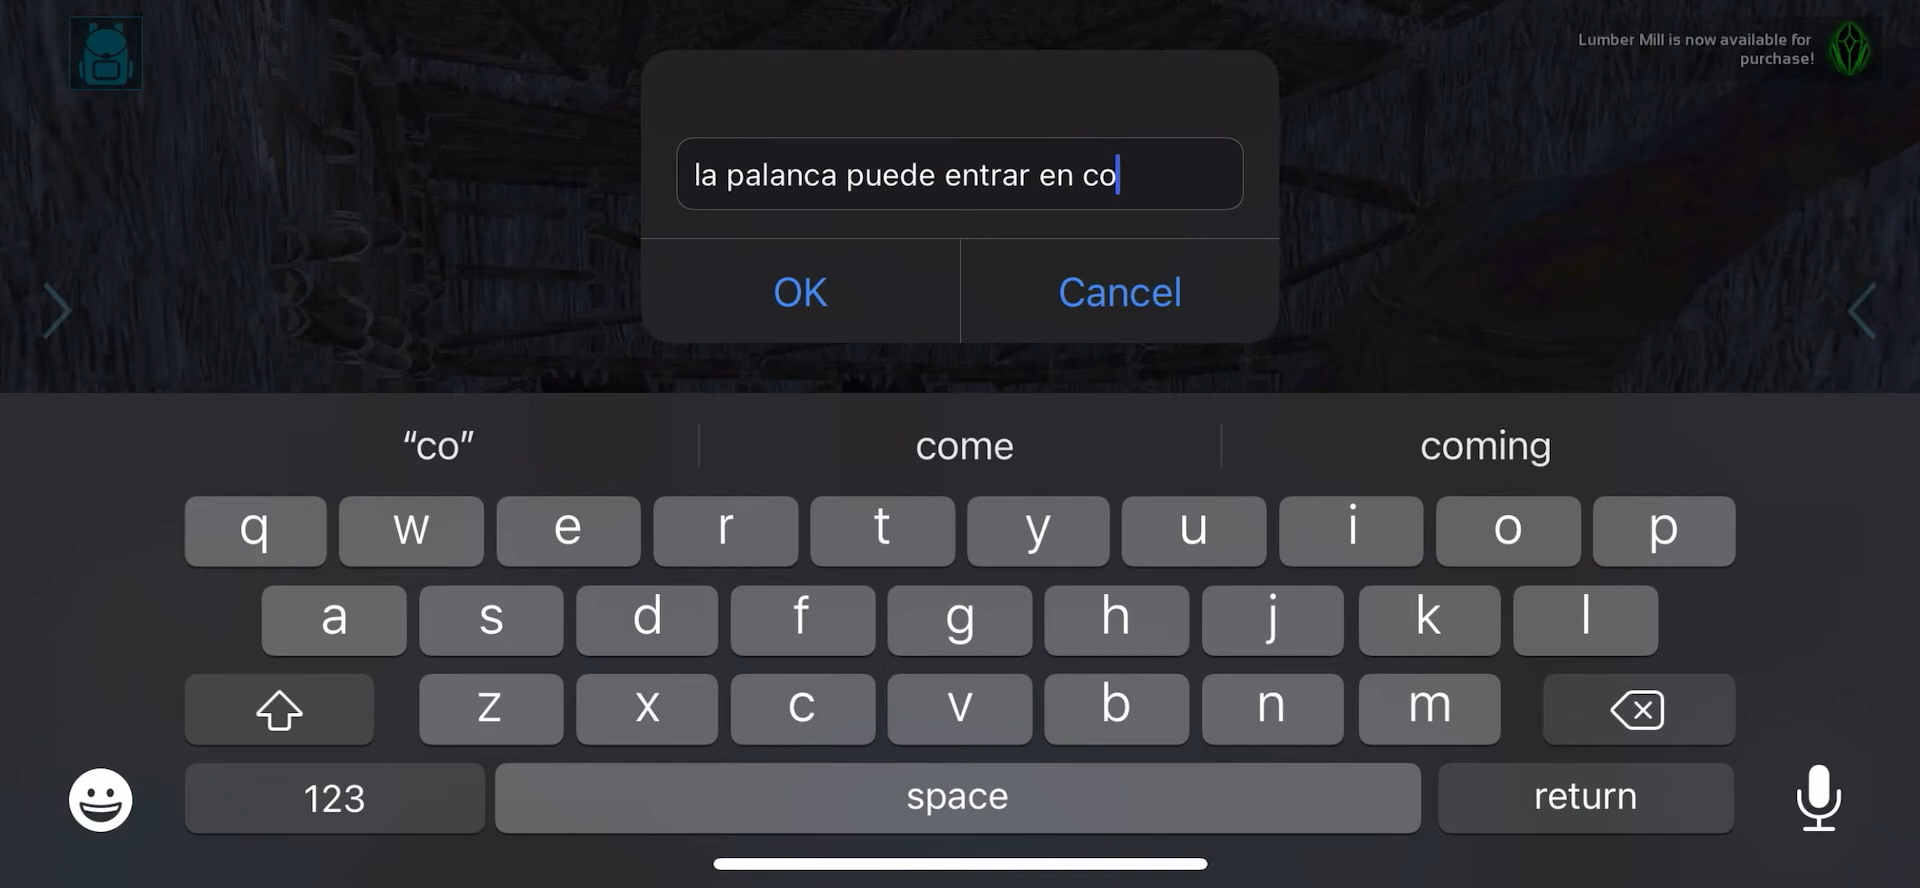 Lumber Mill is now available for
purchase!
la palanca puede entrar en co
OK
Cancel
“co”
come
coming
q w e r t y u i o p
a s d f g h j k l
z x c v b n m
123
space
return